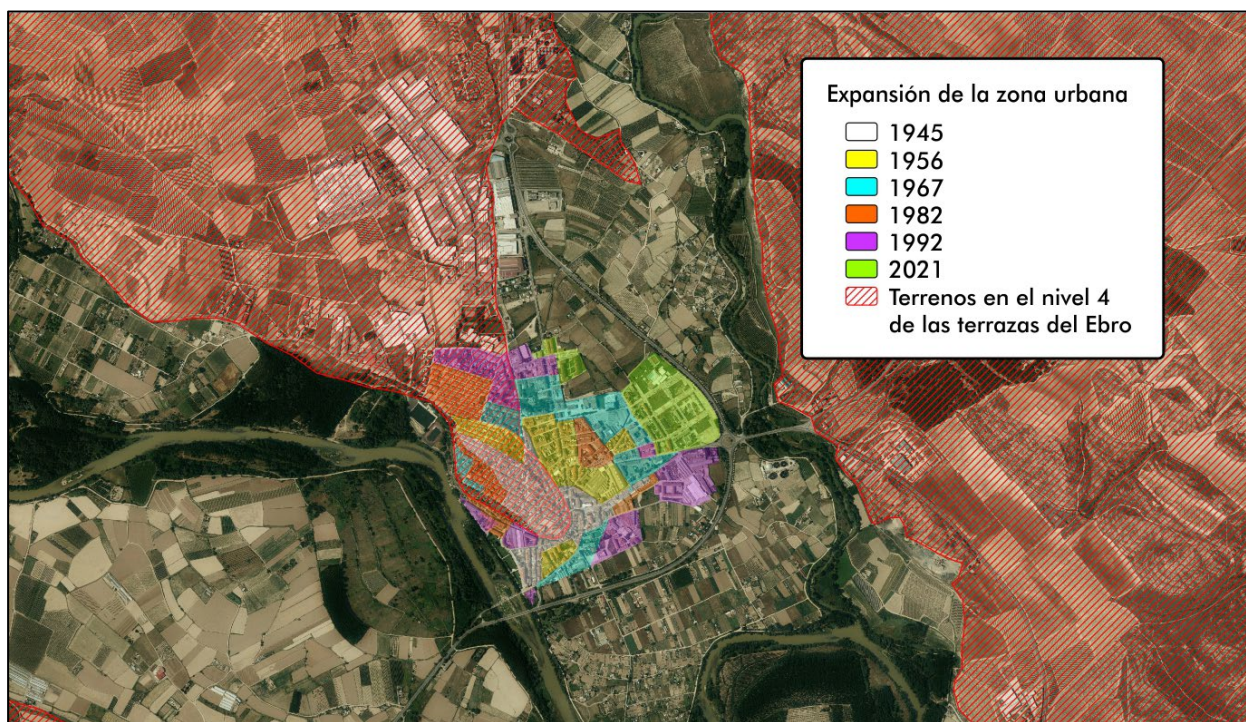 Expansión de la zona urbana
1945
1956
1967
1982
1992
2021
Terrenos en el nivel 4
de las terrazas del Ebro